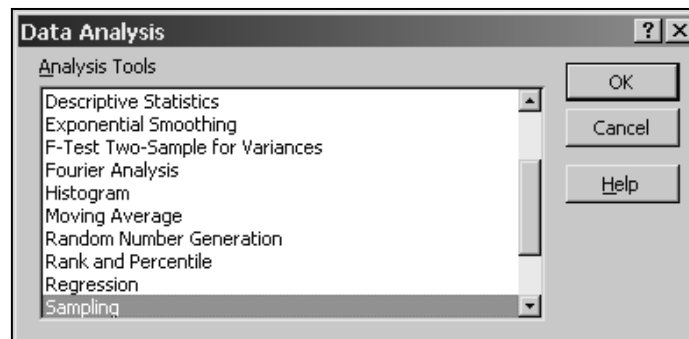 Data Analysis
Analysis Tools
Descriptive Statistics
Exponential Smoothing
F-Test Two-Sample for Variances
Fourier Analysis
Histogram
Moving Average
Random Number Generation
Rank and Percentile
Regression
Sampling
OK
Cancel
Help